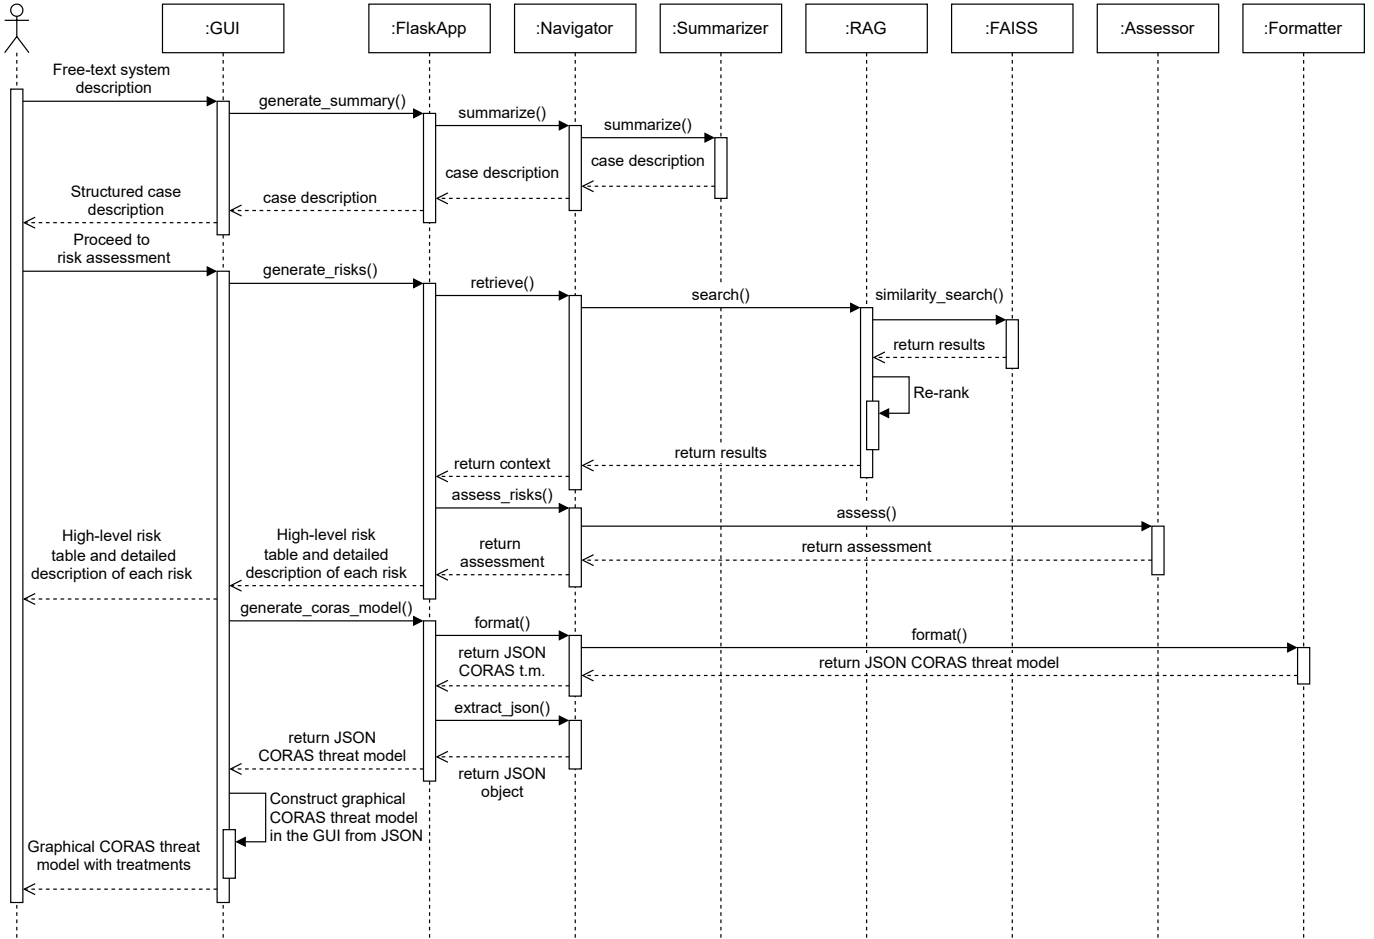 :GUI
:FlaskApp
:Navigator
:Summarizer
:RAG
:FAISS
:Assessor
:Formatter
Free-text system
description
generate_summary()
summarize()
summarize()
case description
case description
case description
Structured case
description
Proceed to
risk assessment
generate_risks()
retrieve()
search()
similarity_search()
return results
Re-rank
return results
return context
assess_risks()
assess()
return assessment
return
assessment
High-level risk
table and detailed
description of each risk
High-level risk
table and detailed
description of each risk
generate_coras_model()
format()
format()
return JSON CORAS threat model
return JSON
CORAS t.m.
extract_json()
return JSON
object
return JSON
CORAS threat model
Construct graphical
CORAS threat model
in the GUI from JSON
Graphical CORAS threat
model with treatments